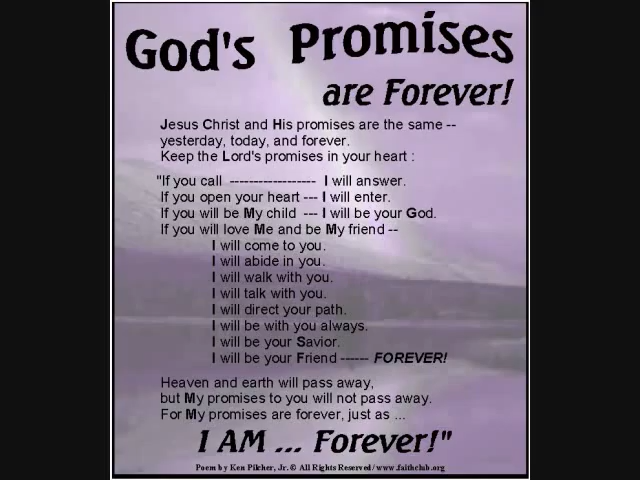 God's Promises
are Forever!
Jesus Christ and His promises are the same --
yesterday, today, and forever.
Keep the Lord's promises in your heart :
"If you call ------------------ I will answer.
If you open your heart --- I will enter.
If you will be My child --- I will be your God.
If you will love Me and be My friend --
I will come to you.
I will abide in you.
I will walk with you.
I will talk with you.
I will direct your path.
I will be with you always.
I will be your Savior.
I will be your Friend ------ FOREVER!
Heaven and earth will pass away,
but My promises to you will not pass away.
For My promises are forever, just as ...
I AM ... Forever!"
Poem by Ken Pilcher, Jr. © All Rights Reserved / www.faithclub.org